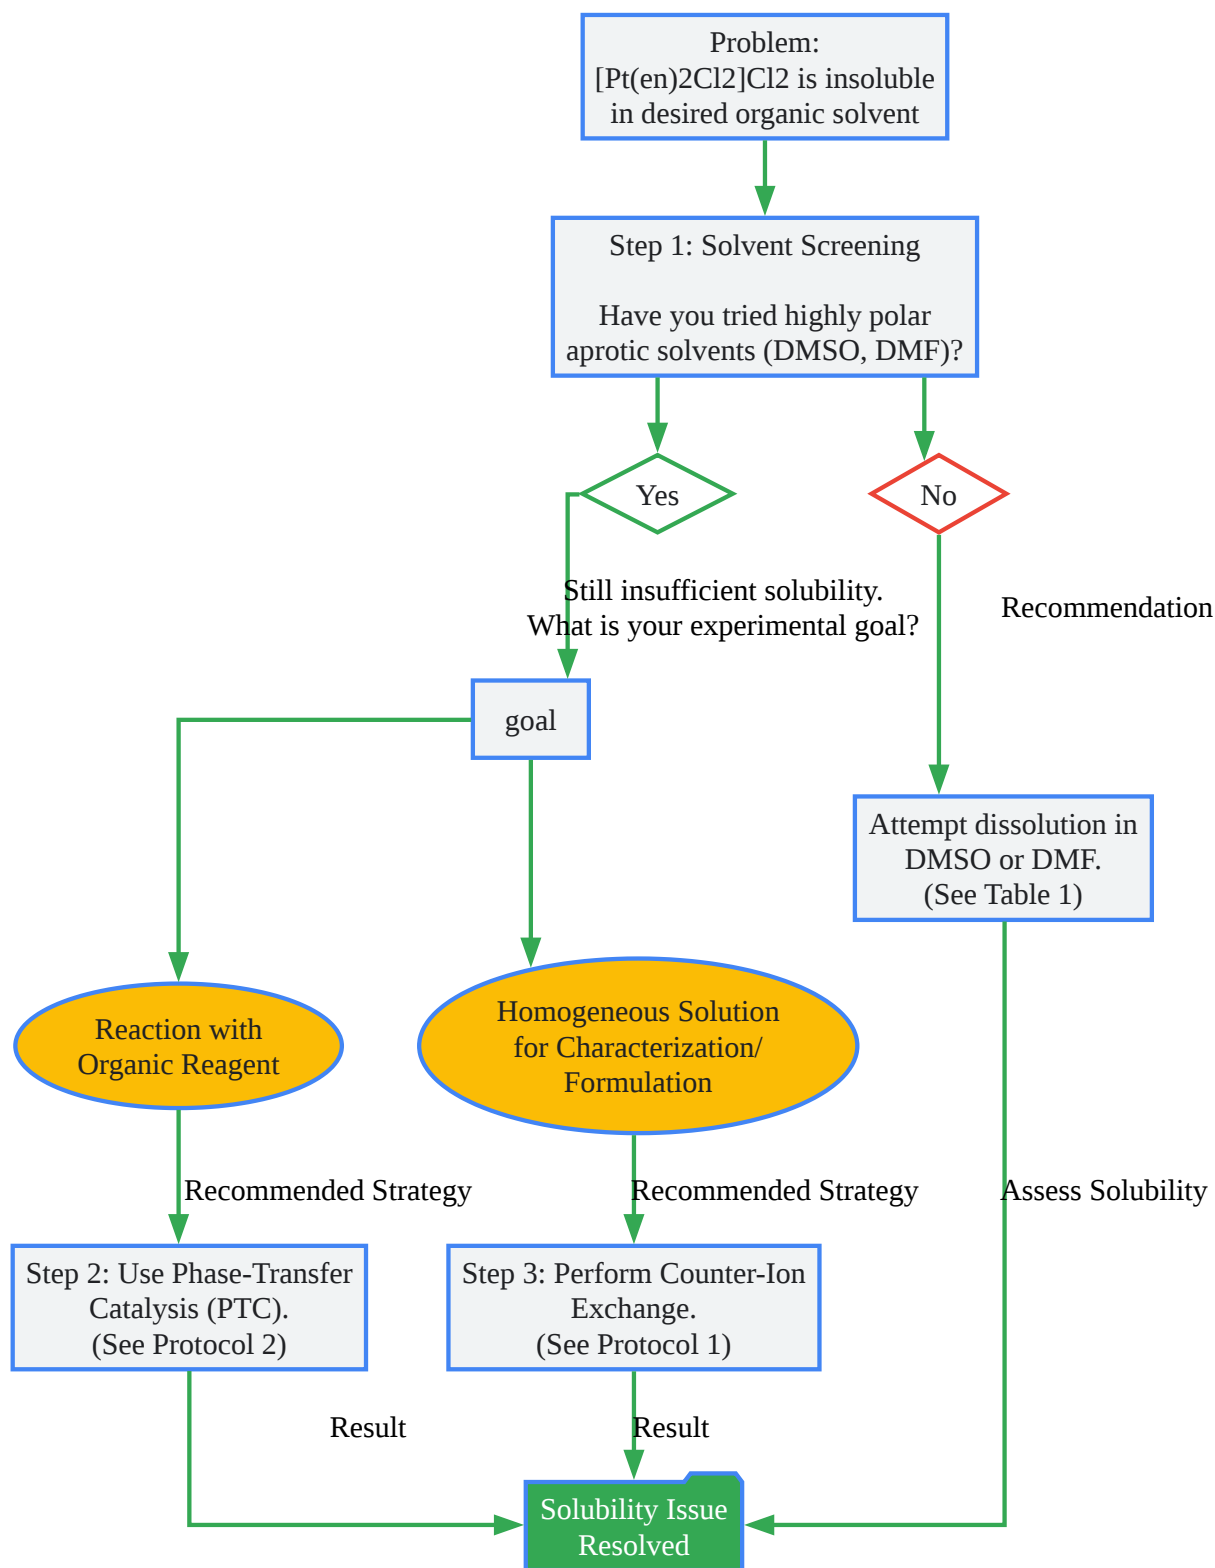 Problem:
[Pt(en)2Cl2]Cl2 is insoluble
in desired organic solvent
Step 1: Solvent Screening
Have you tried highly polar
aprotic solvents (DMSO, DMF)?
Yes
No
Still insufficient solubility.
What is your experimental goal?
Recommendation
goal
Attempt dissolution in
DMSO or DMF.
(See Table 1)
Reaction with
Organic Reagent
Homogeneous Solution
for Characterization/
Formulation
Recommended Strategy
Recommended Strategy
Assess Solubility
Step 2: Use Phase-Transfer
Catalysis (PTC).
(See Protocol 2)
Step 3: Perform Counter-Ion
Exchange.
(See Protocol 1)
Result
Result
Solubility Issue
Resolved